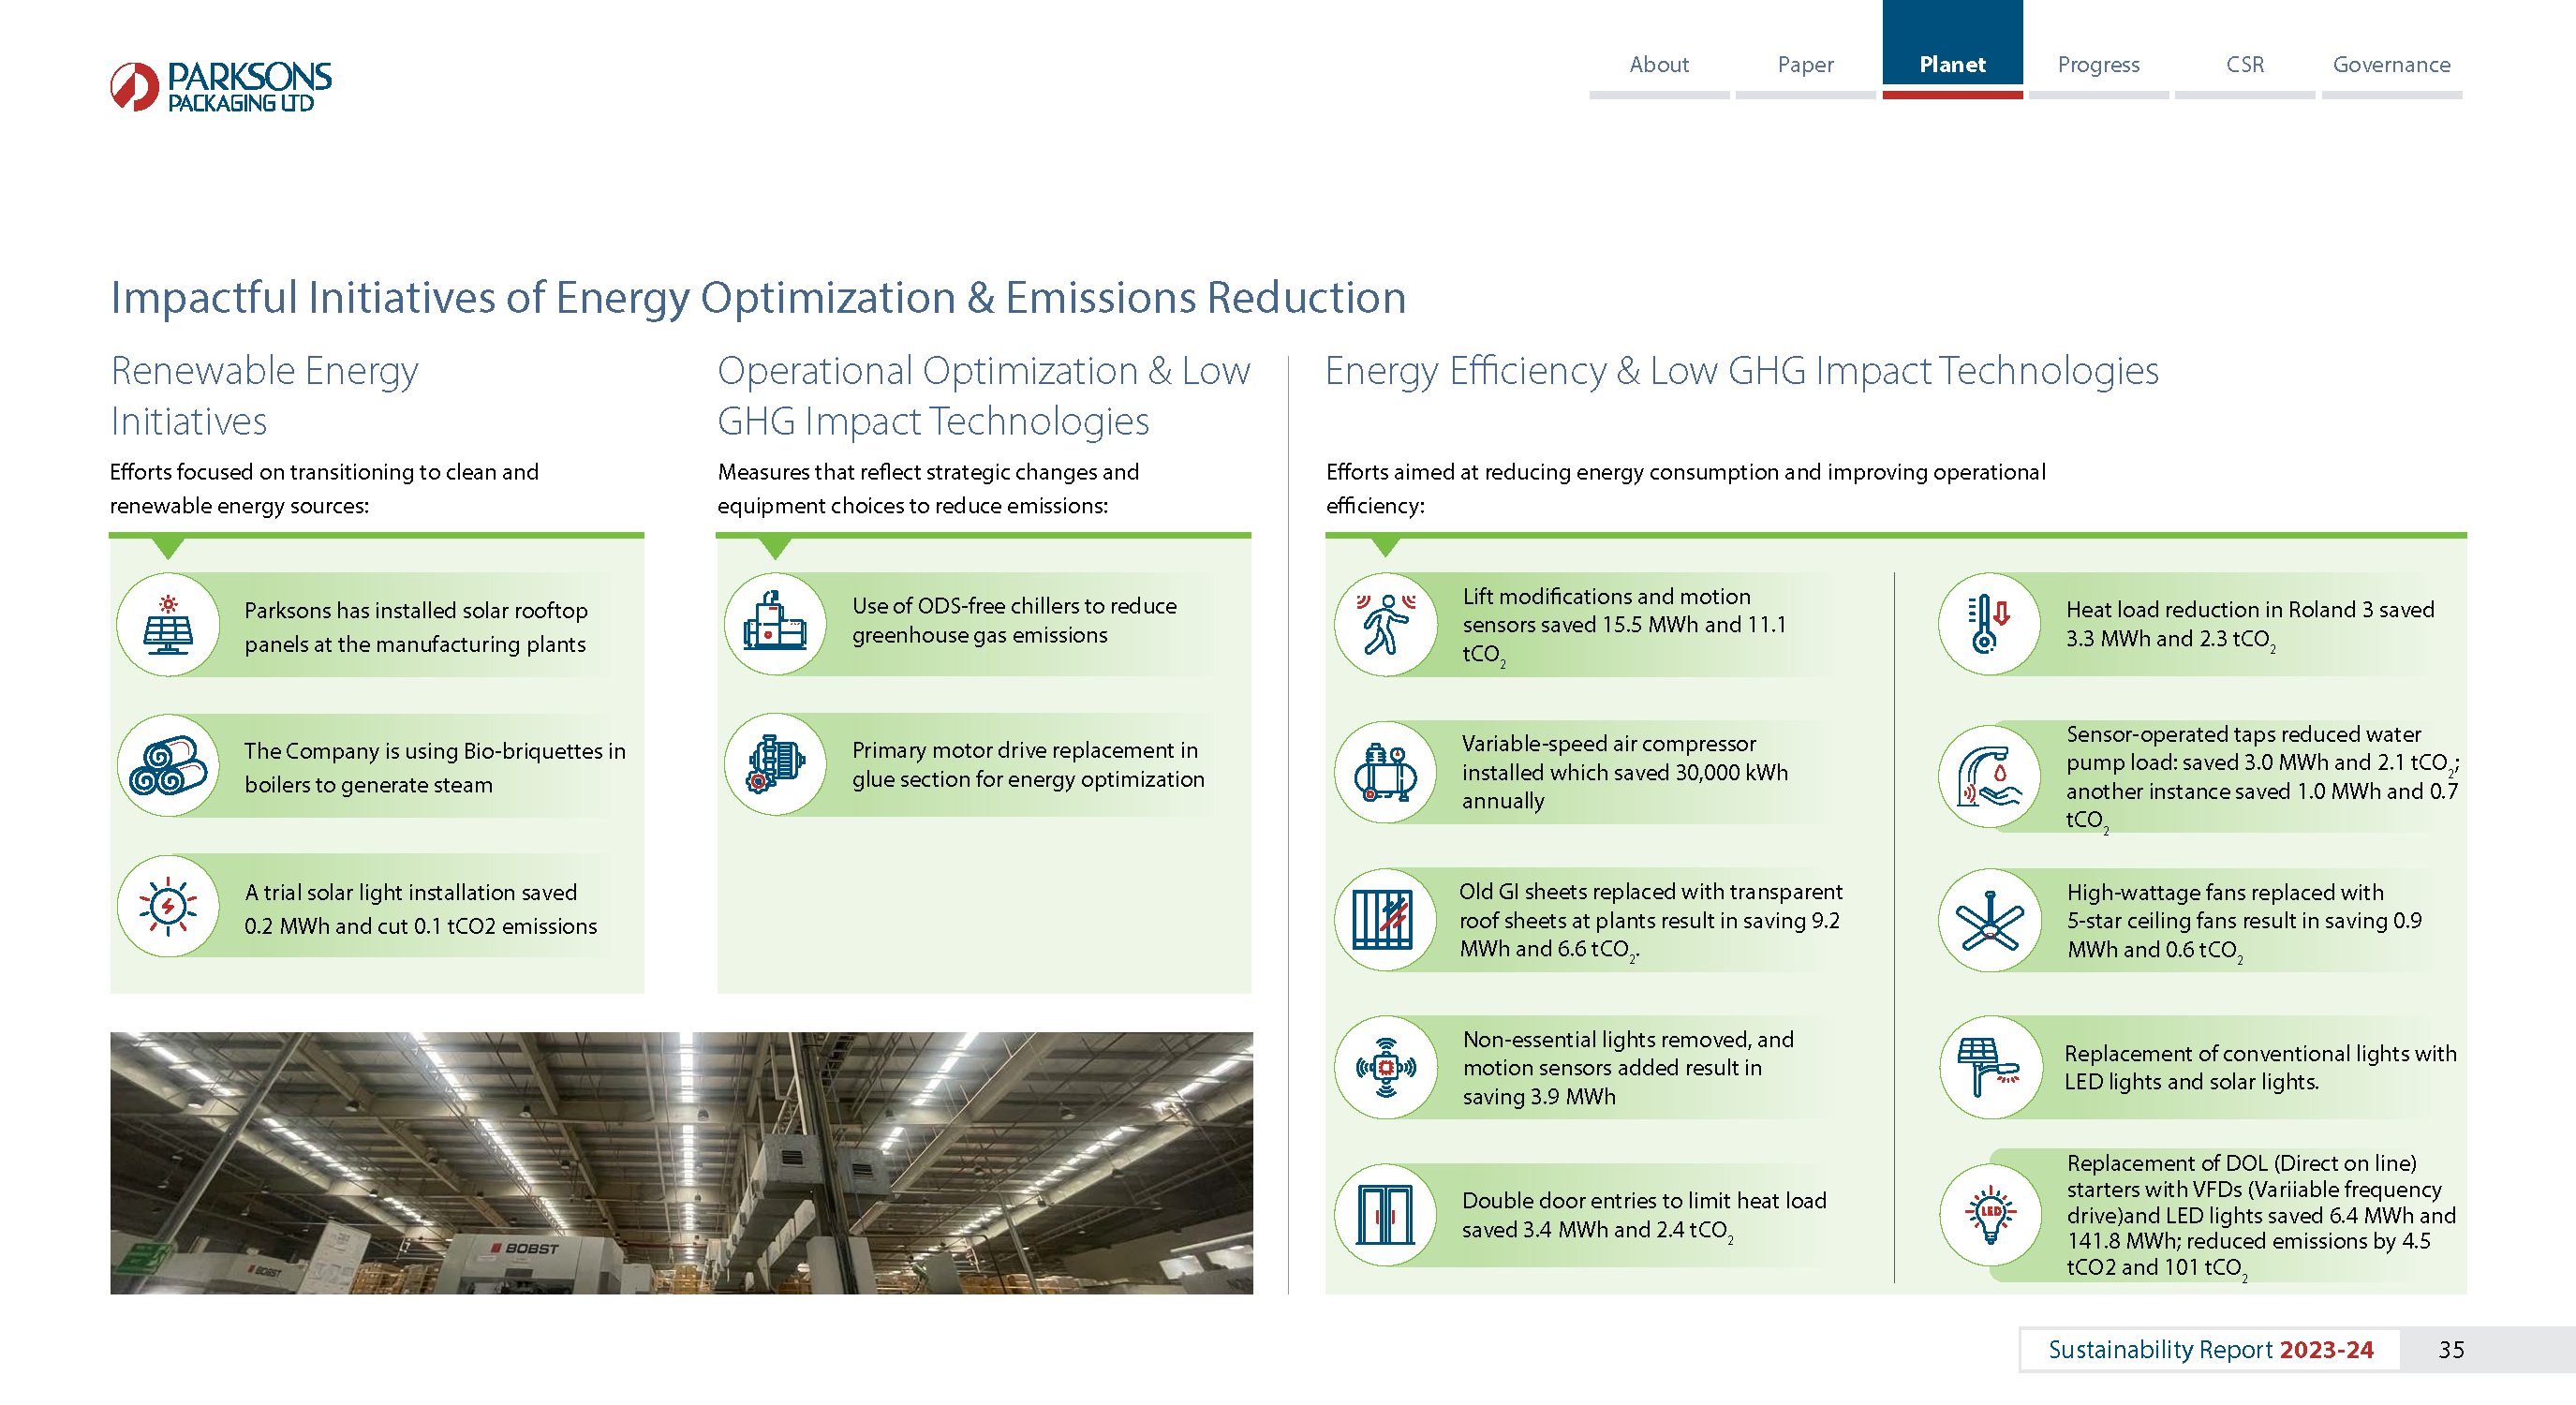 PARKSONS
PACKAGING LTD
About
Paper
Planet
Progress
CSR
Governance
Impactful Initiatives of Energy Optimization & Emissions Reduction
Renewable Energy
Initiatives
Efforts focused on transitioning to clean and
renewable energy sources:
Parksons has installed solar rooftop
panels at the manufacturing plants
The Company is using Bio-briquettes in
boilers to generate steam
A trial solar light installation saved
0.2 MWh and cut 0.1 tCO2 emissions
Operational Optimization & Low
GHG Impact Technologies
Measures that reflect strategic changes and
equipment choices to reduce emissions:
Use of ODS-free chillers to reduce
greenhouse gas emissions
Primary motor drive replacement in
glue section for energy optimization
BOBST
BOBST
Energy Efficiency & Low GHG Impact Technologies
Efforts aimed at reducing energy consumption and improving operational
efficiency:
Lift modifications and motion
sensors saved 15.5 MWh and 11.1
tCO₂
Variable-speed air compressor
installed which saved 30,000 kWh
annually
Old GI sheets replaced with transparent
roof sheets at plants result in saving 9.2
MWh and 6.6 tCO₂.
Non-essential lights removed, and
motion sensors added result in
saving 3.9 MWh
Double door entries to limit heat load
saved 3.4 MWh and 2.4 tCO₂
Heat load reduction in Roland 3 saved
3.3 MWh and 2.3 tCO₂
Sensor-operated taps reduced water
pump load: saved 3.0 MWh and 2.1 tCO₂;
another instance saved 1.0 MWh and 0.7
tCO₂
High-wattage fans replaced with
5-star ceiling fans result in saving 0.9
MWh and 0.6 tCO₂
Replacement of conventional lights with
LED lights and solar lights.
LED
Replacement of DOL (Direct on line)
starters with VFDs (Variiable frequency
drive)and LED lights saved 6.4 MWh and
141.8 MWh; reduced emissions by 4.5
tCO2 and 101 tCO₂
Sustainability Report 2023-24
35